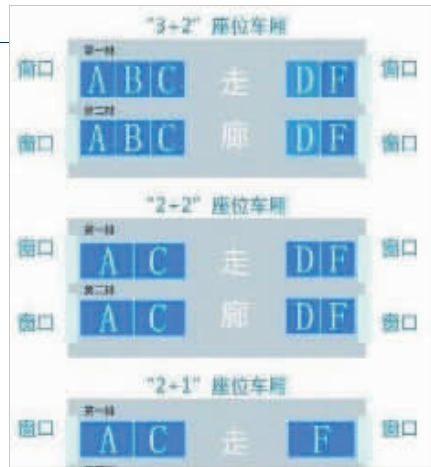 "3+2" 座位车厢
第一排
窗口 A B C 走 D F 窗口
第二排
窗口 A B C 廊 D F 窗口
"2+2" 座位车厢
第一排
窗口 A C 走 D F 窗口
第二排
窗口 A C 廊 D F 窗口
"2+1" 座位车厢
第一排
窗口 A C 走 F 窗口